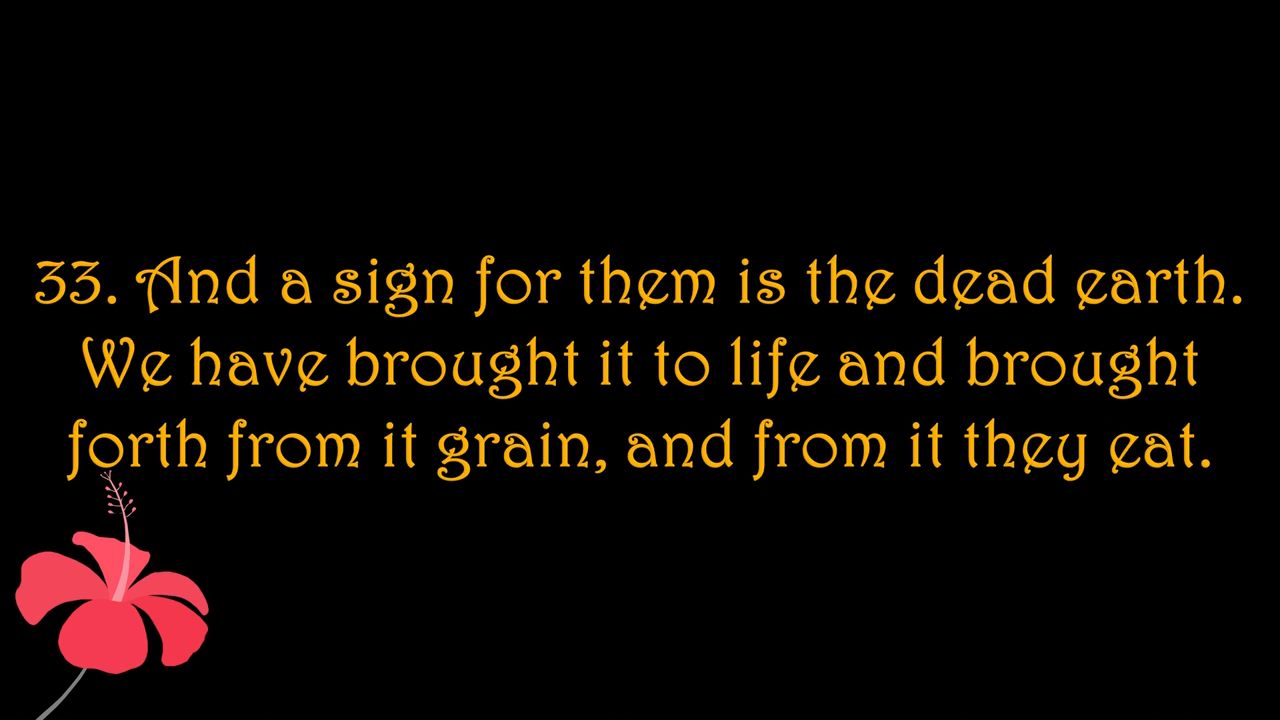 33. And a sign for them is the dead earth.
We have brought it to life and brought
forth from it grain, and from it they eat.